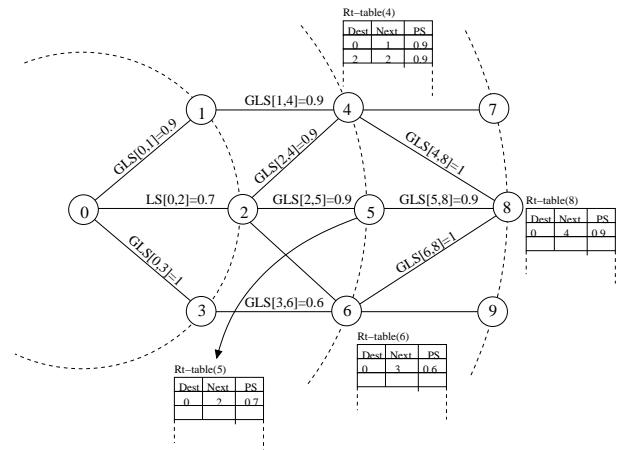 Rt-table(4)
Dest Next PS
0 1 0.9
2 2 0.9
1
GLS[1,4]=0.9
4
7
GLS[0,1]=0.9
GLS[2,4]=0.9
GLS[4,8]=1
0
LS[0,2]=0.7
2
GLS[2,5]=0.9
5
GLS[5,8]=0.9
8
Rt-table(8)
Dest Next PS
0 4 0.9
GLS[0,3]=1
GLS[6,8]=1
3
GLS[3,6]=0.6
6
9
Rt-table(6)
Dest Next PS
0 3 0.6
Rt-table(5)
Dest Next PS
0 2 0.7